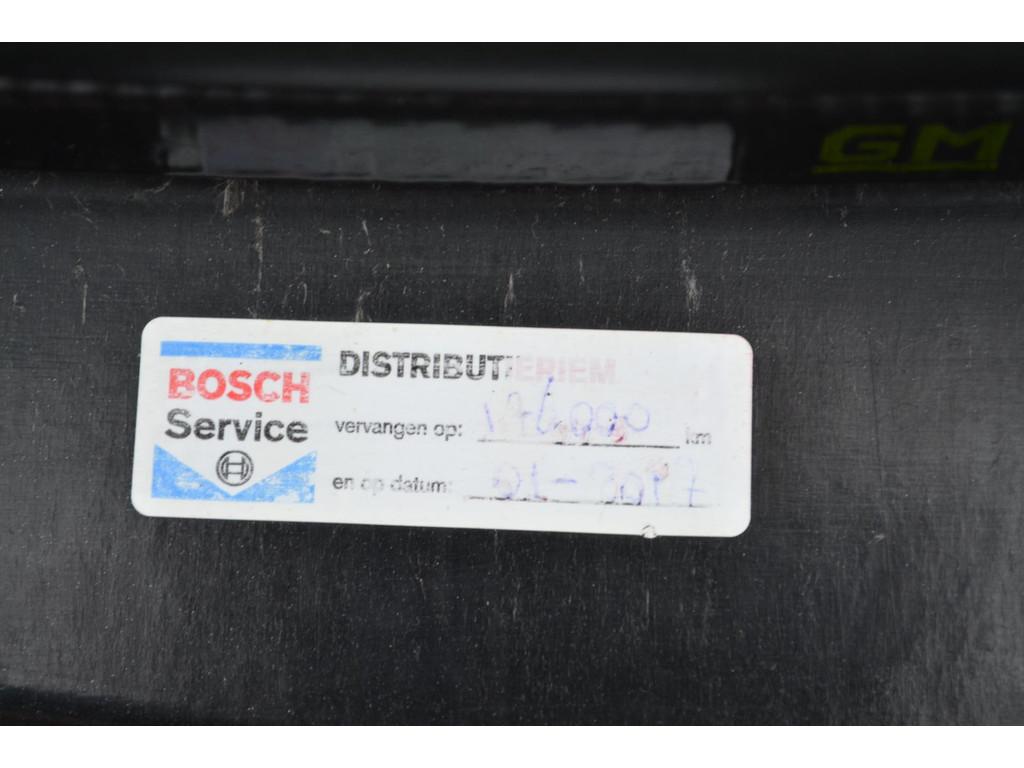 GM
BOSCH
Service
DISTRIBUTIERIEM
vervangen op: km
en op datum: